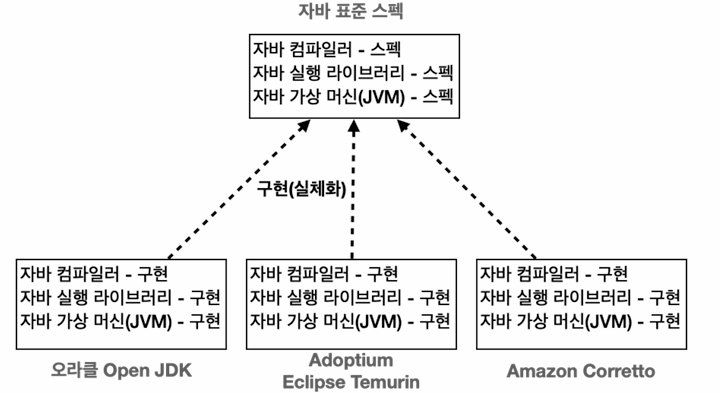 자바 표준 스펙
자바 컴파일러 - 스펙
자바 실행 라이브러리 - 스펙
자바 가상 머신(JVM) - 스펙
구현(실체화)
자바 컴파일러 - 구현
자바 실행 라이브러리 - 구현
자바 가상 머신(JVM) - 구현
오라클 Open JDK
자바 컴파일러 - 구현
자바 실행 라이브러리 - 구현
자바 가상 머신(JVM) - 구현
Adoptium
Eclipse Temurin
자바 컴파일러 - 구현
자바 실행 라이브러리 - 구현
자바 가상 머신(JVM) - 구현
Amazon Corretto